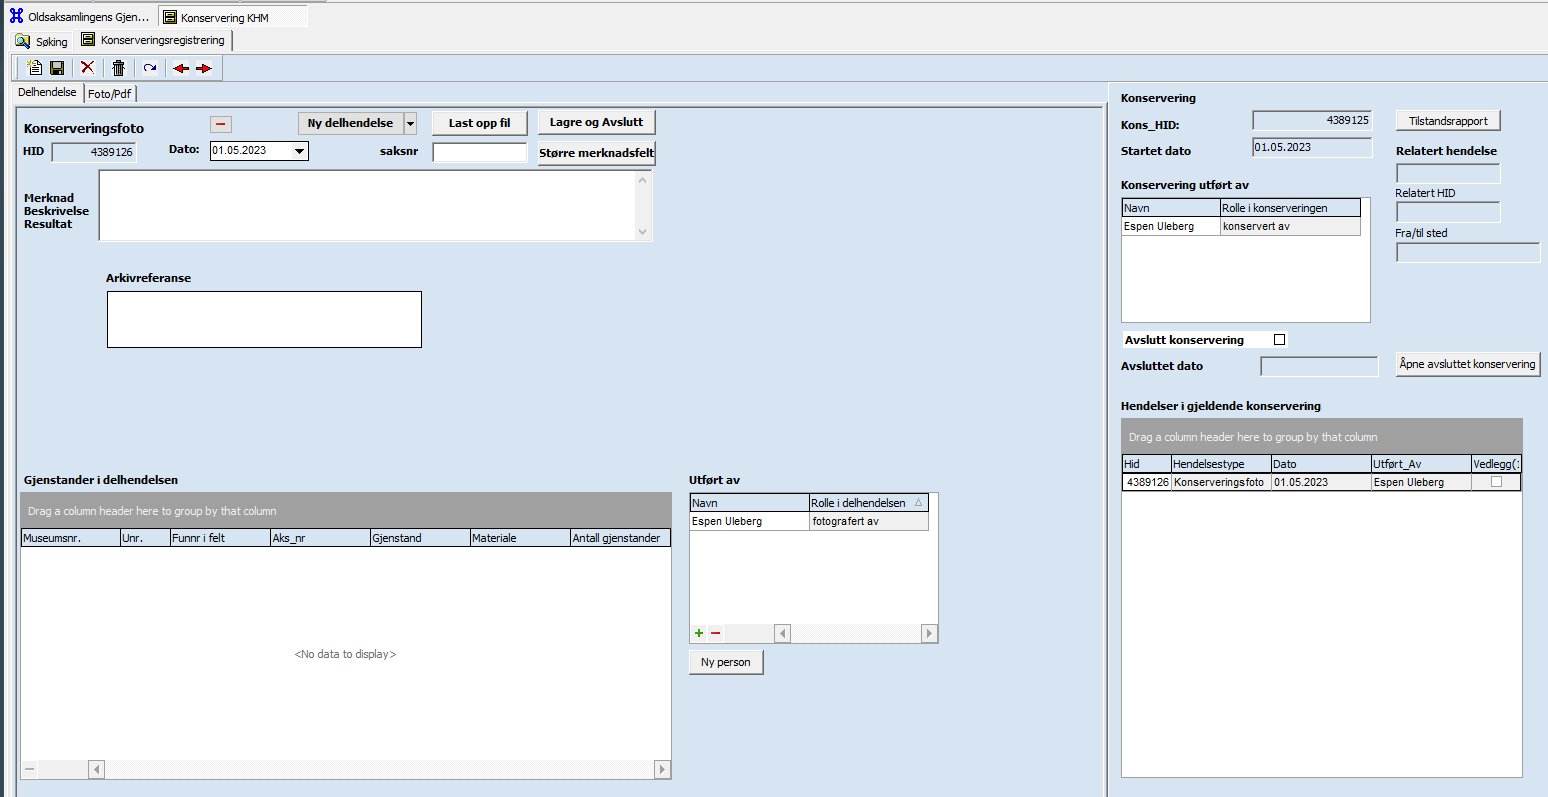 Oldsaksamlingens Gjen...
Konservering KHM
Søking
Konserveringsregistrering
Delhendelse
Foto/Pdf
Konserveringsfoto
Ny delhendelse
Last opp fil
Lagre og Avslutt
HID
4389126
Dato:
01.05.2023
saksnr
Større merknadsfelt
Merknad
Beskrivelse
Resultat
Arkivreferanse
Gjenstander i delhendelsen
Drag a column header here to group by that column
Museumsnr.
Unr.
Funnr i felt
Aks_nr
Gjenstand
Materiale
Antall gjenstander
<No data to display>
Utført av
Navn
Rolle i delhendelsen
Espen Uleberg
fotografert av
Ny person
Konservering
Kons_HID:
4389125
Tilstandsrapport
Startet dato
01.05.2023
Relatert hendelse
Konservering utført av
Relatert HID
Navn
Rolle i konserveringen
Espen Uleberg
konservert av
Fra/til sted
Avslutt konservering
Avsluttet dato
Åpne avsluttet konservering
Hendelser i gjeldende konservering
Drag a column header here to group by that column
Hid
Hendelsestype
Dato
Utført_Av
Vedlegg(
4389126
Konserveringsfoto
01.05.2023
Espen Uleberg